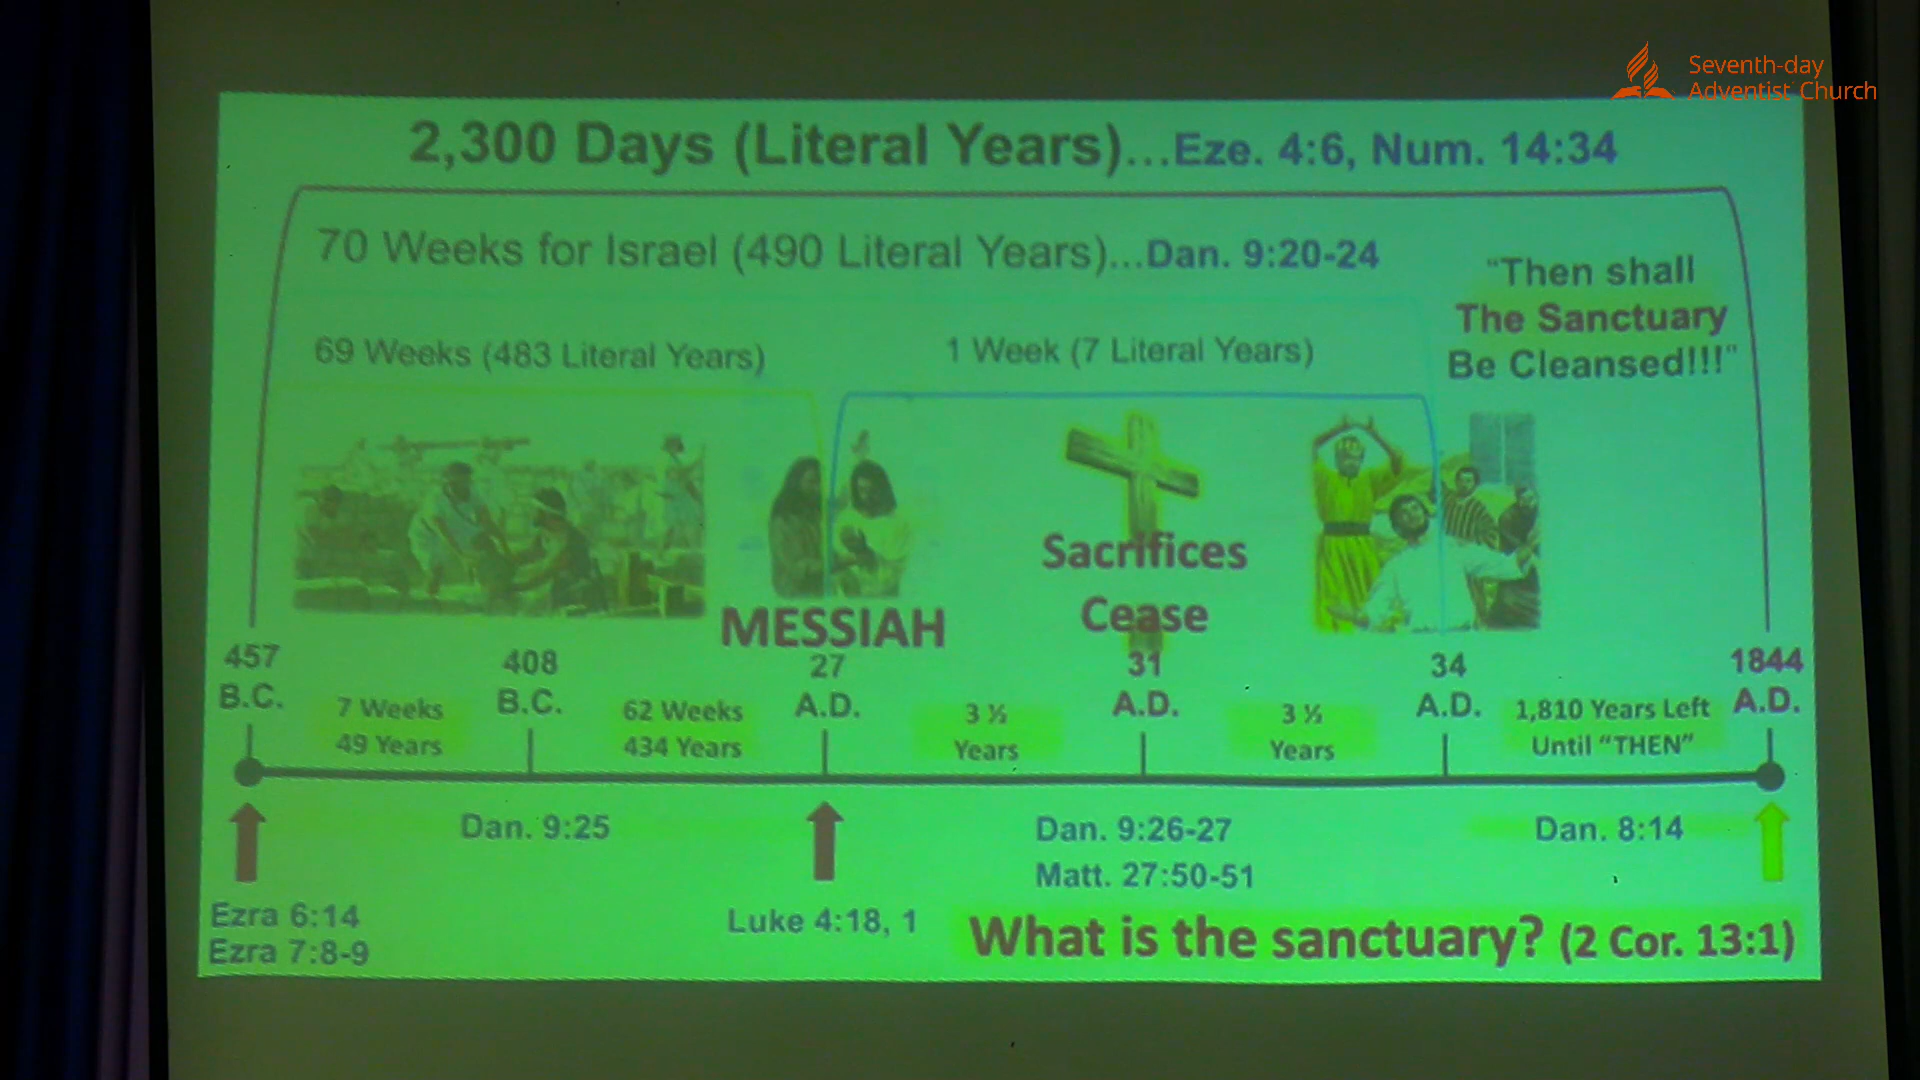 Seventh-day
Adventist Church
2,300 Days (Literal Years)...Eze. 4:6, Num. 14:34
70 Weeks for Israel (490 Literal Years)...Dan. 9:20-24
"Then shall
The Sanctuary
Be Cleansed!!!"
69 Weeks (483 Literal Years)
1 Week (7 Literal Years)
MESSIAH
Sacrifices
Cease
457
B.C.
7 Weeks
49 Years
408
B.C.
62 Weeks
434 Years
27
A.D.
3 ½
Years
31
A.D.
3 ½
Years
34
A.D.
1,810 Years Left
Until "THEN"
1844
A.D.
Dan. 9:25
Dan. 9:26-27
Matt. 27:50-51
Dan. 8:14
Ezra 6:14
Ezra 7:8-9
Luke 4:18, 1
What is the sanctuary? (2 Cor. 13:1)